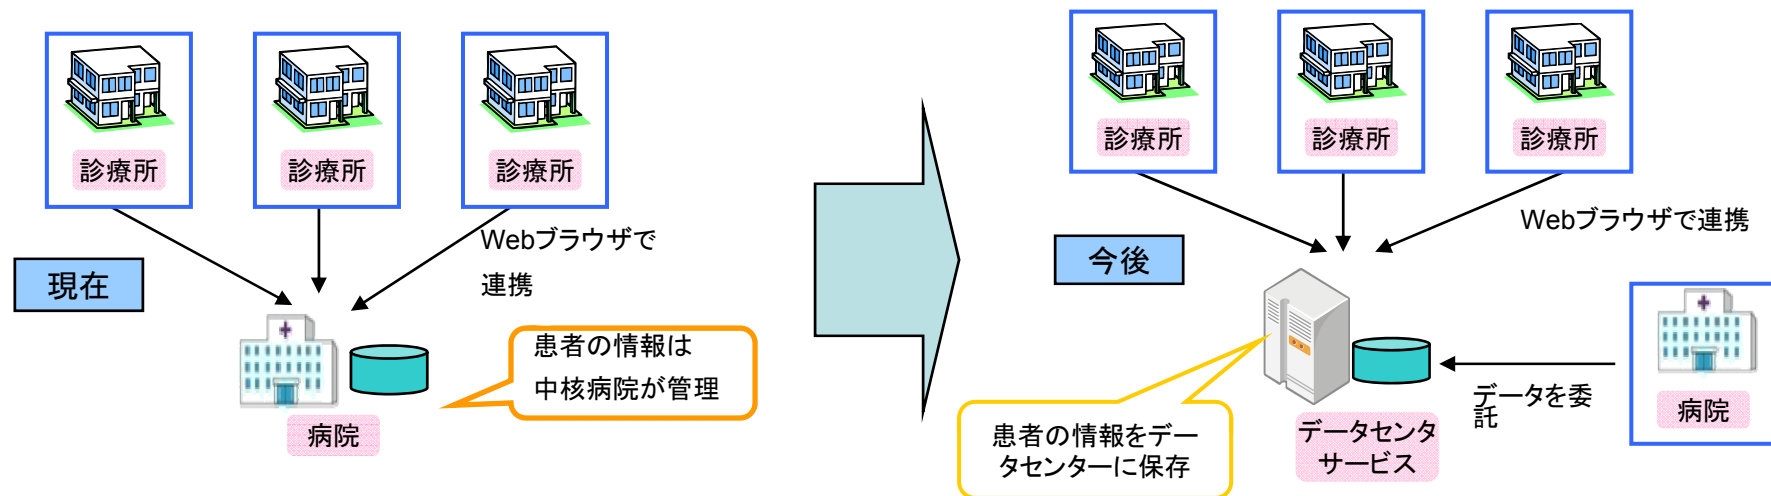 診療所
診療所
診療所
Webブラウザで
連携
現在
患者の情報は
中核病院が管理
病院
診療所
診療所
診療所
Webブラウザで連携
今後
患者の情報をデー
タセンターに保存
データセンタ
サービス
データを委
託
病院